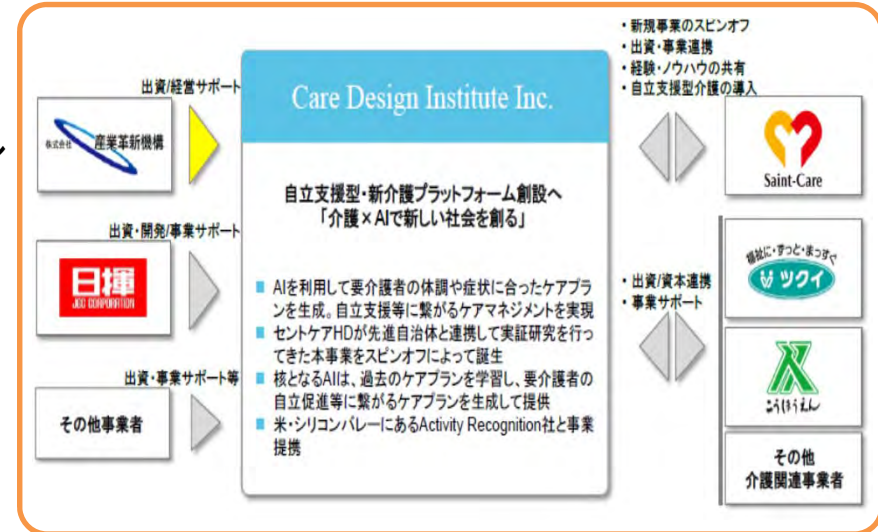 出資/経営サポート
株式会社 産業革新機構
出資・開発/事業サポート
日揮
JGC CORPORATION
出資・事業サポート等
その他事業者
Care Design Institute Inc.
自立支援型・新介護プラットフォーム創設へ
「介護×AIで新しい社会を創る」
■ AIを利用して要介護者の体調や症状に合ったケアプ
ランを生成。自立支援等に繋がるケアマネジメントを実現
■ セントケアHDが先進自治体と連携して実証研究を行っ
てきた本事業をスピンオフによって誕生
■ 核となるAIは、過去のケアプランを学習し、要介護者の
自立促進等に繋がるケアプランを生成して提供
■ 米・シリコンバレーにあるActivity Recognition社と事業
提携
・新規事業のスピンオフ
・出資・事業連携
・経験・ノウハウの共有
・自立支援型介護の導入
Saint-Care
・出資/資本連携
・事業サポート
福祉に・ずっと・まっすぐ
ツクイ
こうほうえん
その他
介護関連事業者